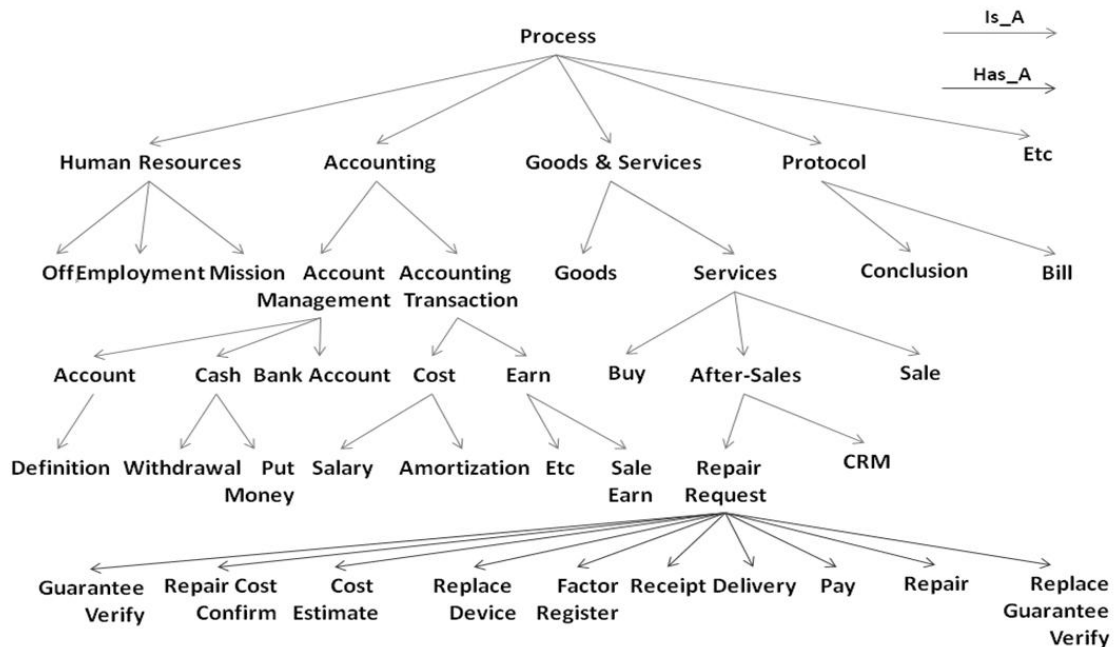 Is_A
Process
Has_A
Human Resources Accounting Goods & Services Protocol Etc
Off Employment Mission Account Accounting Goods Services Conclusion Bill
Management Transaction
Account Cash Bank Account Cost Earn Buy After-Sales Sale
Definition Withdrawal Put Salary Amortization Etc Sale Repair CRM
Money Earn Request
Guarantee Repair Cost Cost Replace Factor Receipt Delivery Pay Repair Replace
Verify Confirm Estimate Device Register Guarantee
Verify